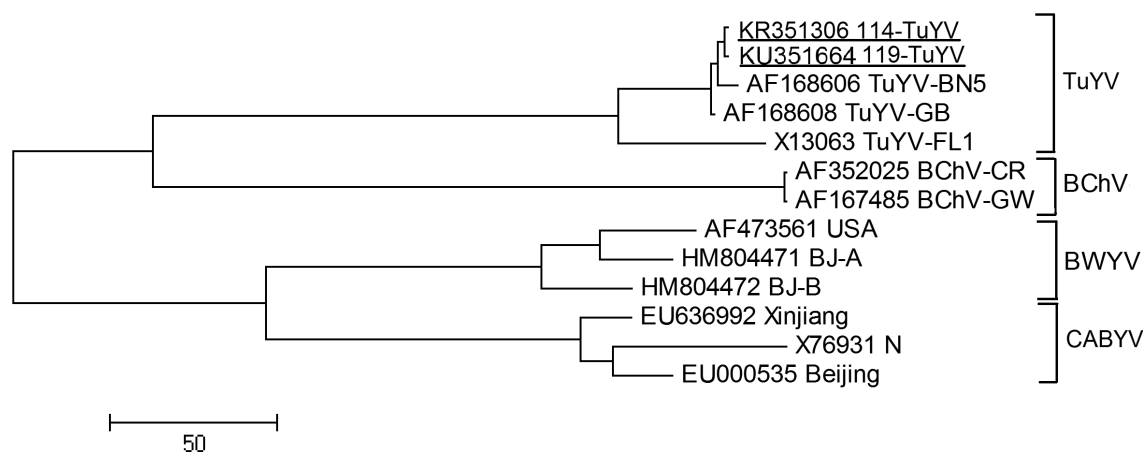 KR351306 114-TuYV
KU351664 119-TuYV
AF168606 TuYV-BN5
AF168608 TuYV-GB
X13063 TuYV-FL1
TuYV
AF352025 BChV-CR
AF167485 BChV-GW
BChV
AF473561 USA
HM804471 BJ-A
HM804472 BJ-B
BWYV
EU636992 Xinjiang
X76931 N
EU000535 Beijing
CABYV
50